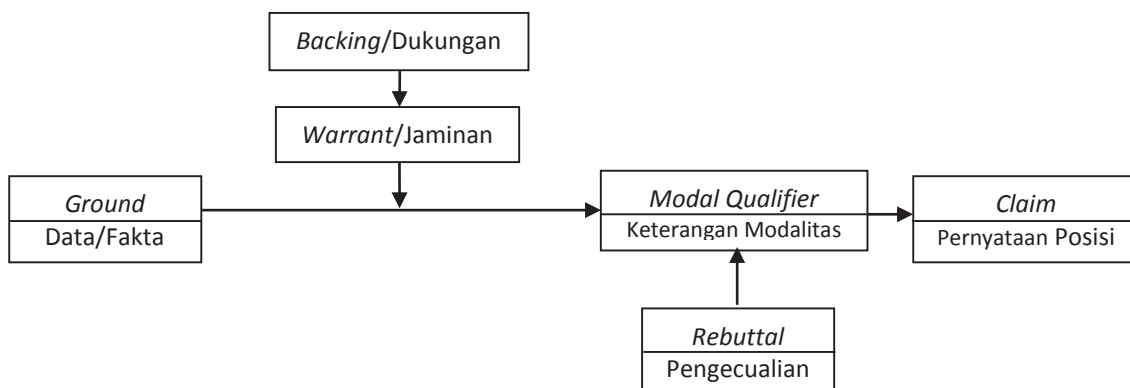 Backing/Dukungan
Warrant/Jaminan
Ground
Data/Fakta
Modal Qualifier
Keterangan Modalitas
Claim
Pernyataan Posisi
Rebuttal
Pengecualian